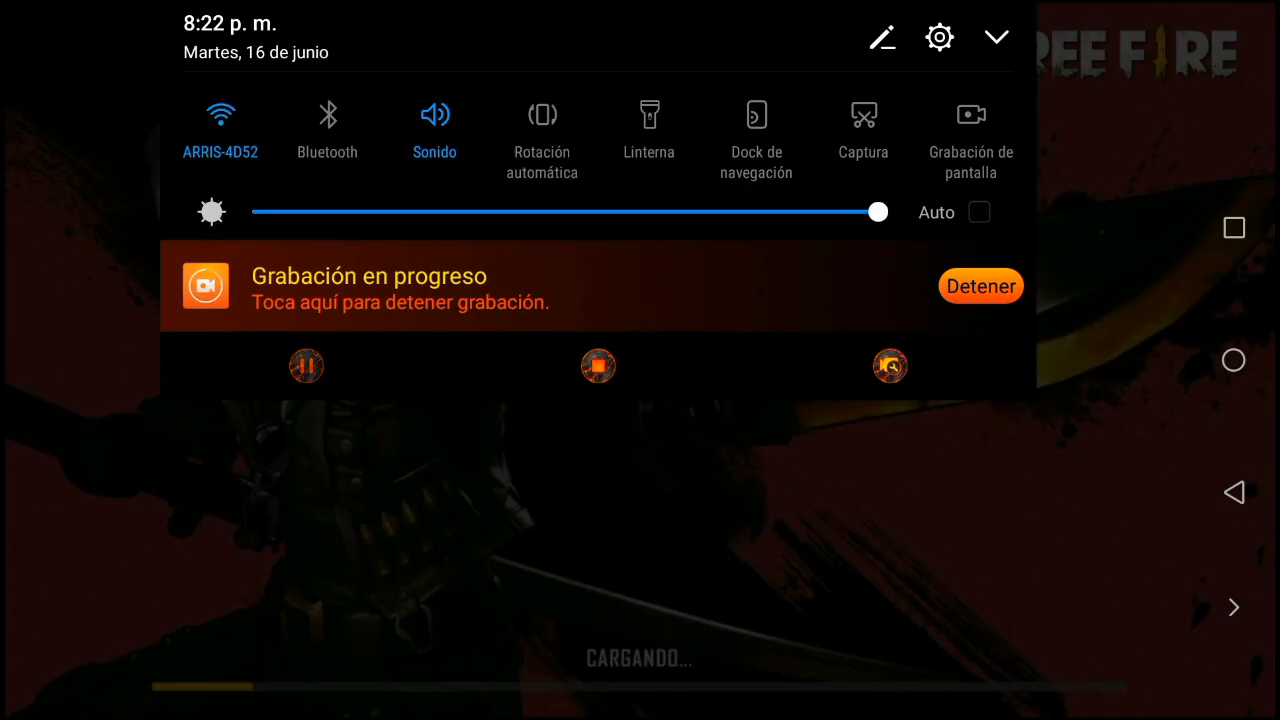 8:22 p. m.
Martes, 16 de junio
REE FIRE
ARRIS-4D52
Bluetooth
Sonido
Rotación
automática
Linterna
Dock de
navegación
Captura
Grabación de
pantalla
Auto
Grabación en progreso
Toca aquí para detener grabación.
Detener
CARGANDO...